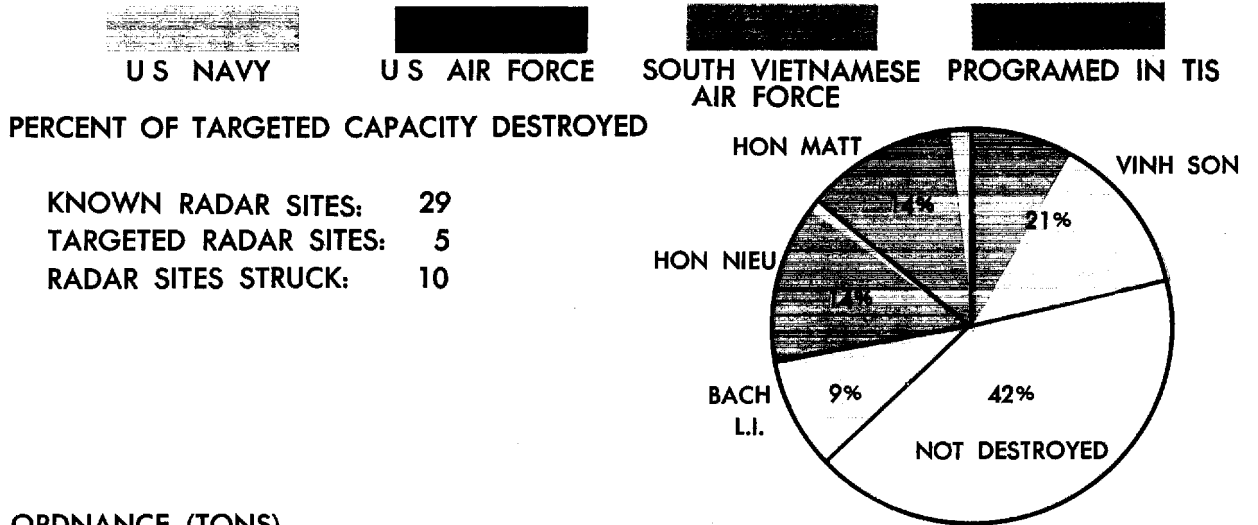 U S NAVY
U S AIR FORCE
SOUTH VIETNAMESE
AIR FORCE
PROGRAMED IN TIS
PERCENT OF TARGETED CAPACITY DESTROYED
KNOWN RADAR SITES: 29
TARGETED RADAR SITES: 5
RADAR SITES STRUCK: 10
HON MATT
14%
VINH SON
21%
HON NIEU
14%
BACH
L.I.
9%
42%
NOT DESTROYED
ORDNANCE (TONS)